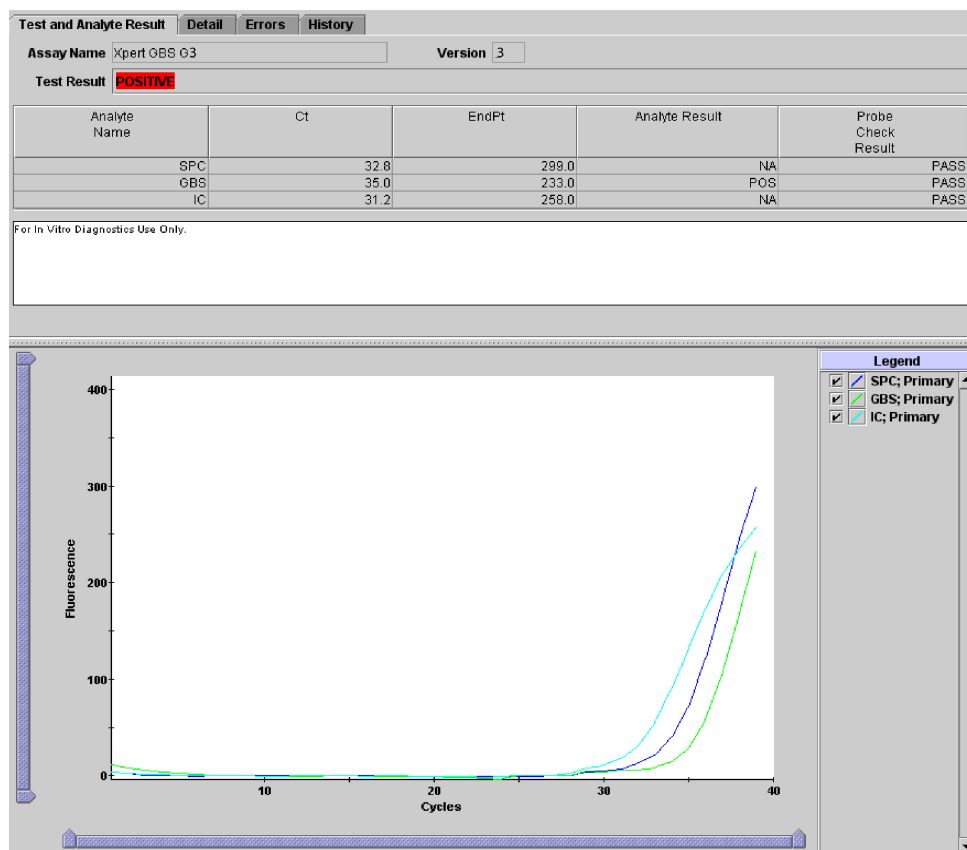 Test and Analyte Result Detail Errors History
Assay Name Xpert GBS G3 Version 3
Test Result POSITIVE
Analyte Name Ct EndPt Analyte Result Probe Check Result
SPC 32.8 299.0 NA PASS
GBS 35.0 233.0 POS PASS
IC 31.2 258.0 NA PASS
For In Vitro Diagnostics Use Only.
Legend
SPC; Primary
GBS; Primary
IC; Primary
400
300
200
100
0
Fluorescence
10 20 30 40
Cycles